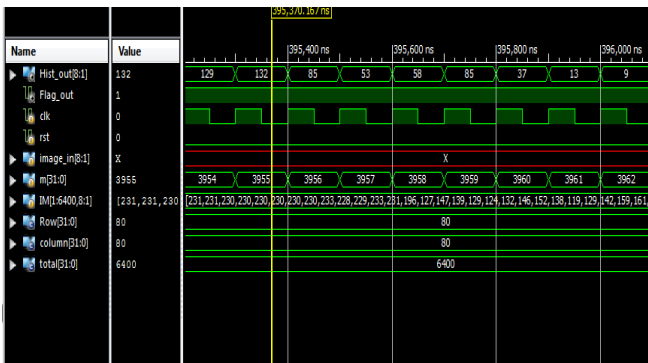 395,370.167 ns
Name Value 395,400 ns 395,600 ns 395,800 ns 396,000 ns
Hist_out[8:1] 132 129 132 85 53 58 85 37 13 9
Flag_out 1
clk 0
rst 0
image_in[8:1] X X
m[31:0] 3955 3954 3955 3956 3957 3958 3959 3960 3961 3962
IM[1:6400,8:1] [231,231,230 [231,231,230,230,230,230,230,230,233,228,229,233,231,196,127,147,139,129,124,132,146,152,138,119,129,142,159,161,
Row[31:0] 80 80
column[31:0] 80 80
total[31:0] 6400 6400